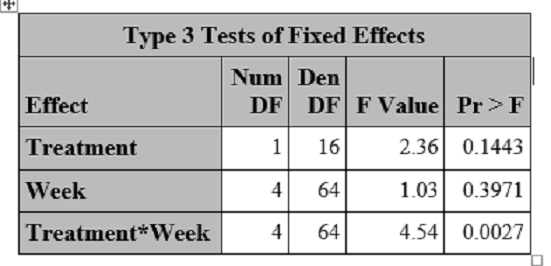 Type 3 Tests of Fixed Effects
Effect Num DF Den DF F Value Pr > F
Treatment 1 16 2.36 0.1443
Week 4 64 1.03 0.3971
Treatment*Week 4 64 4.54 0.0027